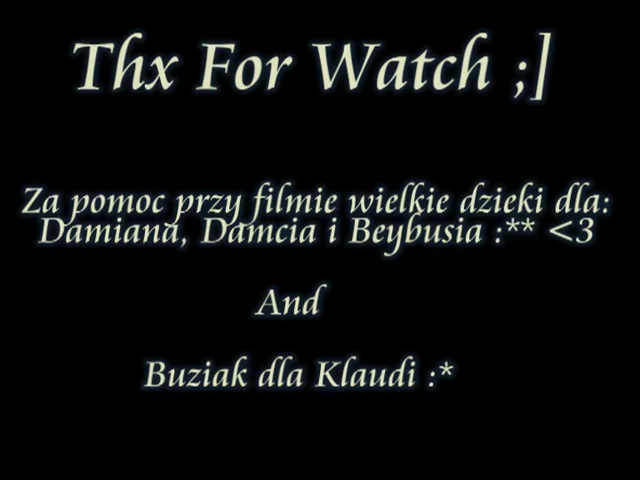 Thx For Watch ;]
Za pomoc przy filmie wielkie dzieki dla:
Damiana, Damcia i Beybusia :** <3
And
Buziak dla Klaudi :*